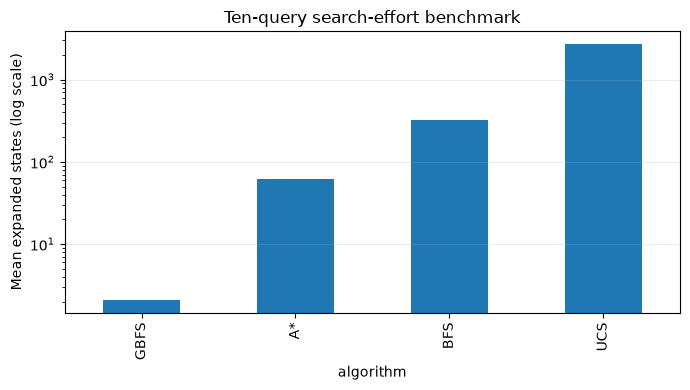 Ten-query search-effort benchmark
Mean expanded states (log scale)
10³
10²
10¹
GBFS
A*
BFS
UCS
algorithm